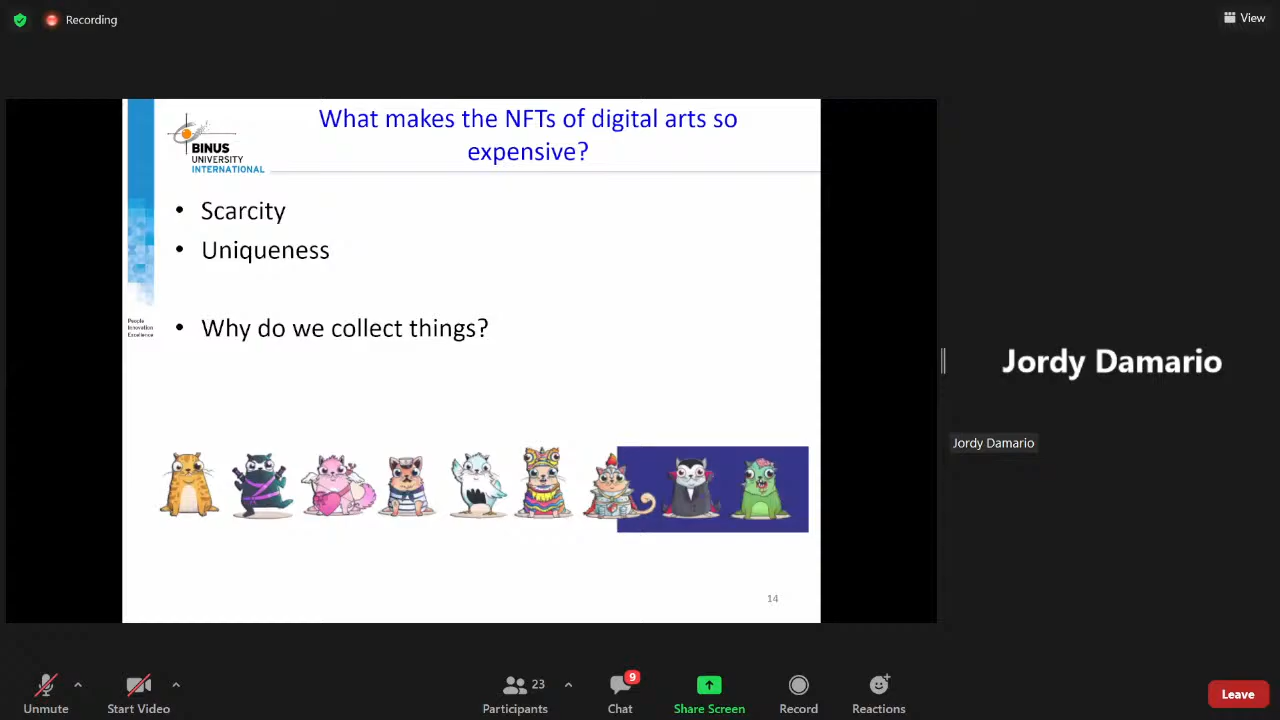 Recording
View
What makes the NFTs of digital arts so
expensive?
BINUS
UNIVERSITY
INTERNATIONAL
• Scarcity
• Uniqueness
People
Innovation
Excellence
• Why do we collect things?
14
Jordy Damario
Jordy Damario
Unmute
Start Video
23
Participants
9
Chat
Share Screen
Record
Reactions
Leave